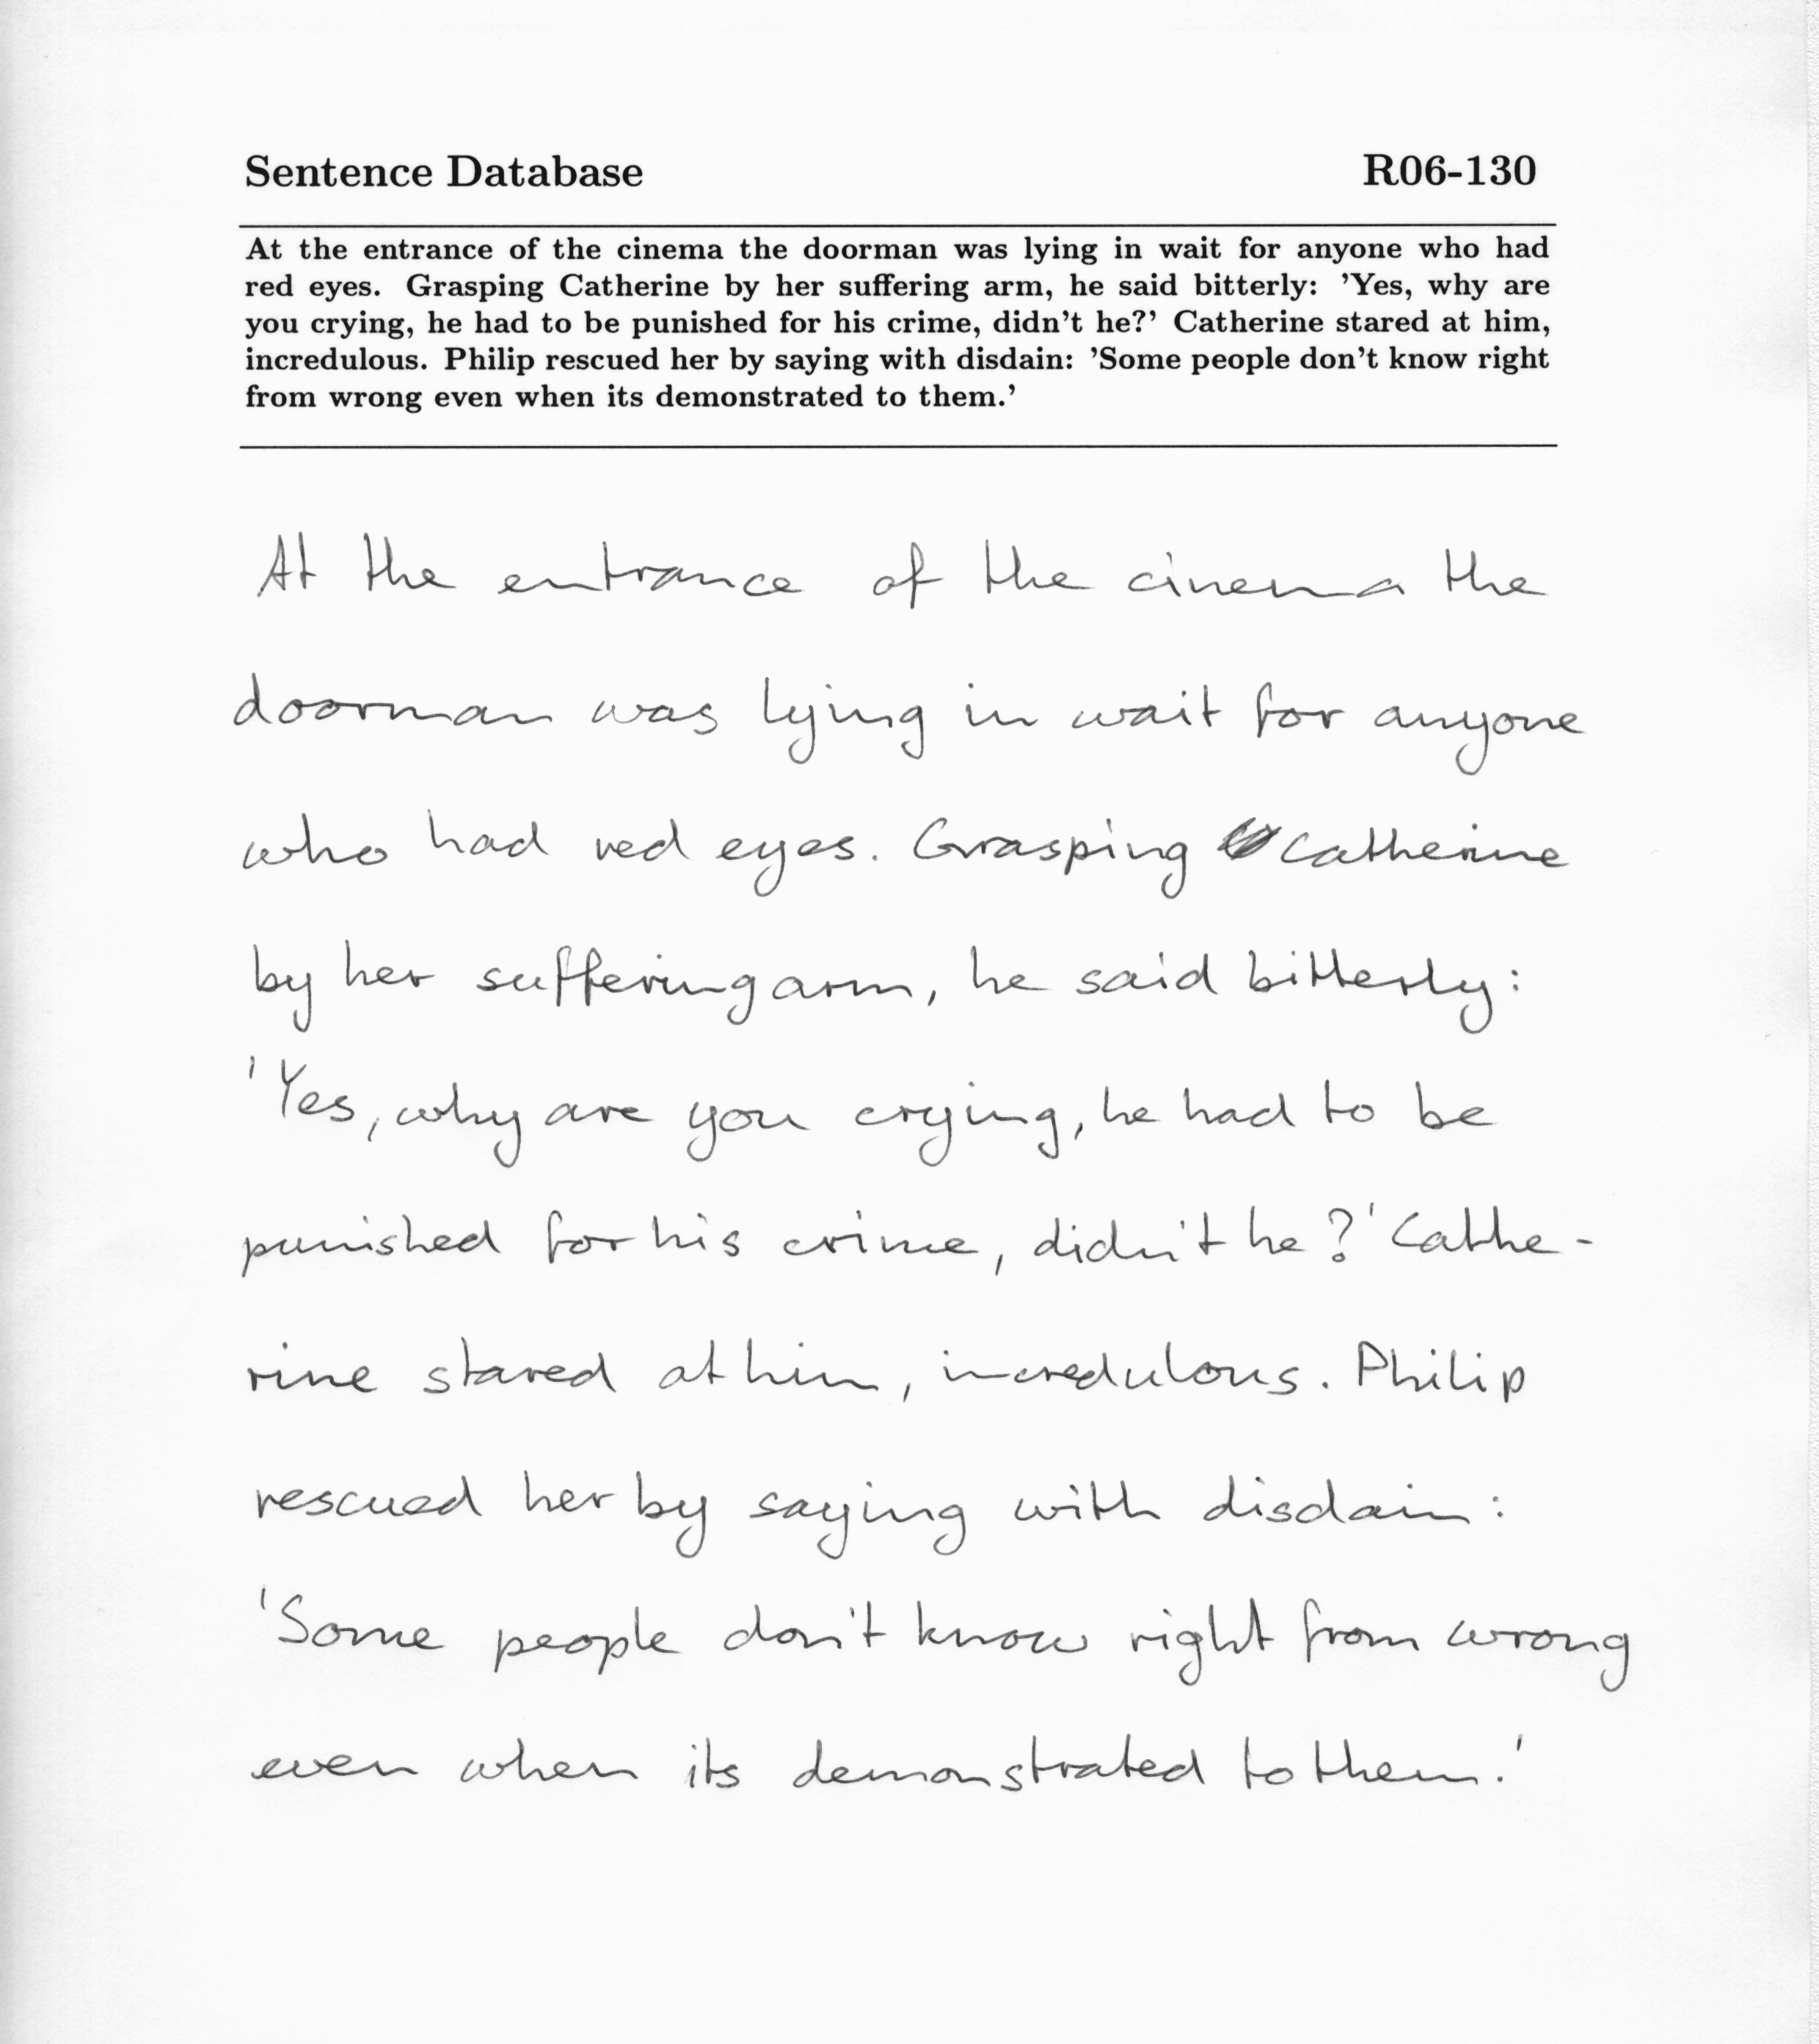 Sentence Database R06-130
At the entrance of the cinema the doorman was lying in wait for anyone who had
red eyes. Grasping Catherine by her suffering arm, he said bitterly: 'Yes, why are
you crying, he had to be punished for his crime, didn't he?' Catherine stared at him,
incredulous. Philip rescued her by saying with disdain: 'Some people don't know right
from wrong even when its demonstrated to them.'
At the entrance of the cinema the
doorman was lying in wait for anyone
who had red eyes. Grasping Catherine
by her suffering arm, he said bitterly:
'Yes, why are you crying, he had to be
punished for his crime, didn't he?' Cathe-
rine stared at him, incredulous. Philip
rescued her by saying with disdain:
'Some people don't know right from wrong
even when its demonstrated to them.'